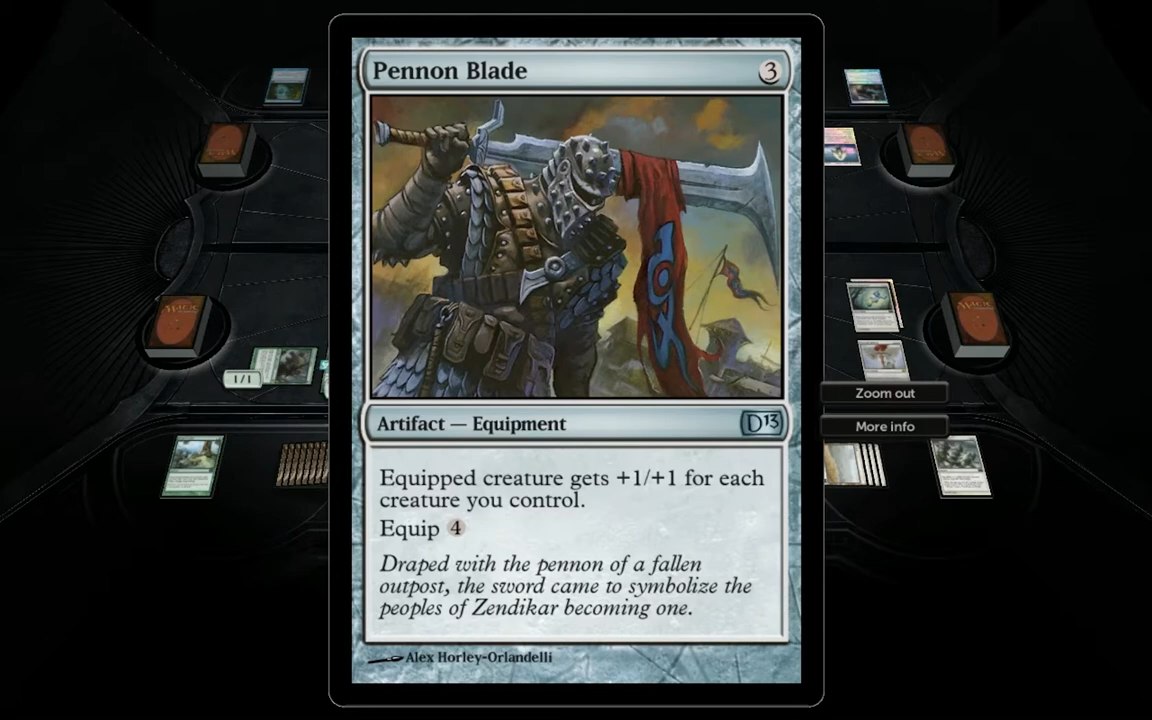 Pennon Blade 3
Artifact — Equipment D13
Equipped creature gets +1/+1 for each
creature you control.
Equip 4
Draped with the pennon of a fallen
outpost, the sword came to symbolize the
peoples of Zendikar becoming one.
Alex Horley-Orlandelli
1/1
Zoom out
More info